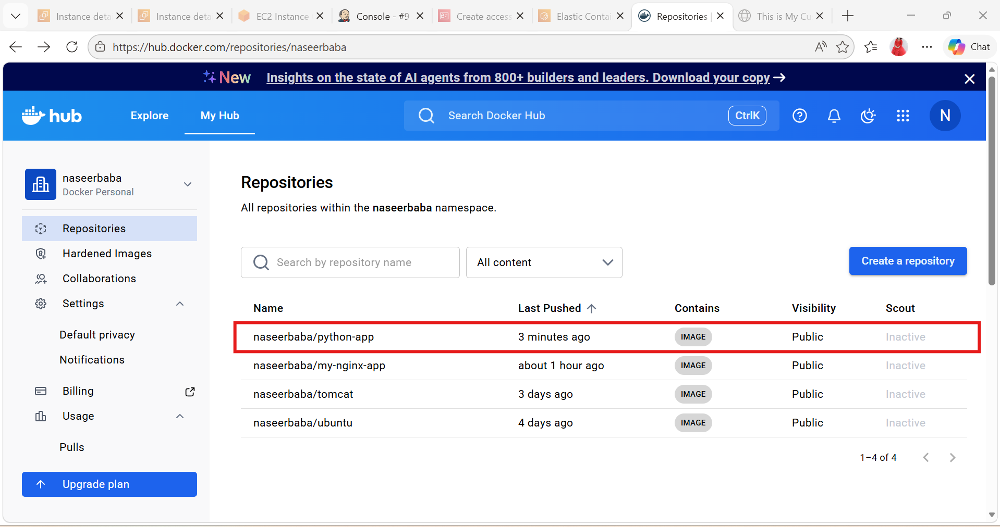 Instance deta
Instance deta
EC2 Instance
Console - #9
Create access
Elastic Contai
Repositories |
This is My Cu
https://hub.docker.com/repositories/naseerbaba
Chat
New Insights on the state of AI agents from 800+ builders and leaders. Download your copy →
hub
Explore
My Hub
Search Docker Hub
CtrlK
N
naseerbaba
Docker Personal
Repositories
Hardened Images
Collaborations
Settings
Default privacy
Notifications
Billing
Usage
Pulls
Upgrade plan
Repositories
All repositories within the naseerbaba namespace.
Search by repository name
All content
Create a repository
Name Last Pushed Contains Visibility Scout
naseerbaba/python-app 3 minutes ago IMAGE Public Inactive
naseerbaba/my-nginx-app about 1 hour ago IMAGE Public Inactive
naseerbaba/tomcat 3 days ago IMAGE Public Inactive
naseerbaba/ubuntu 4 days ago IMAGE Public Inactive
1–4 of 4